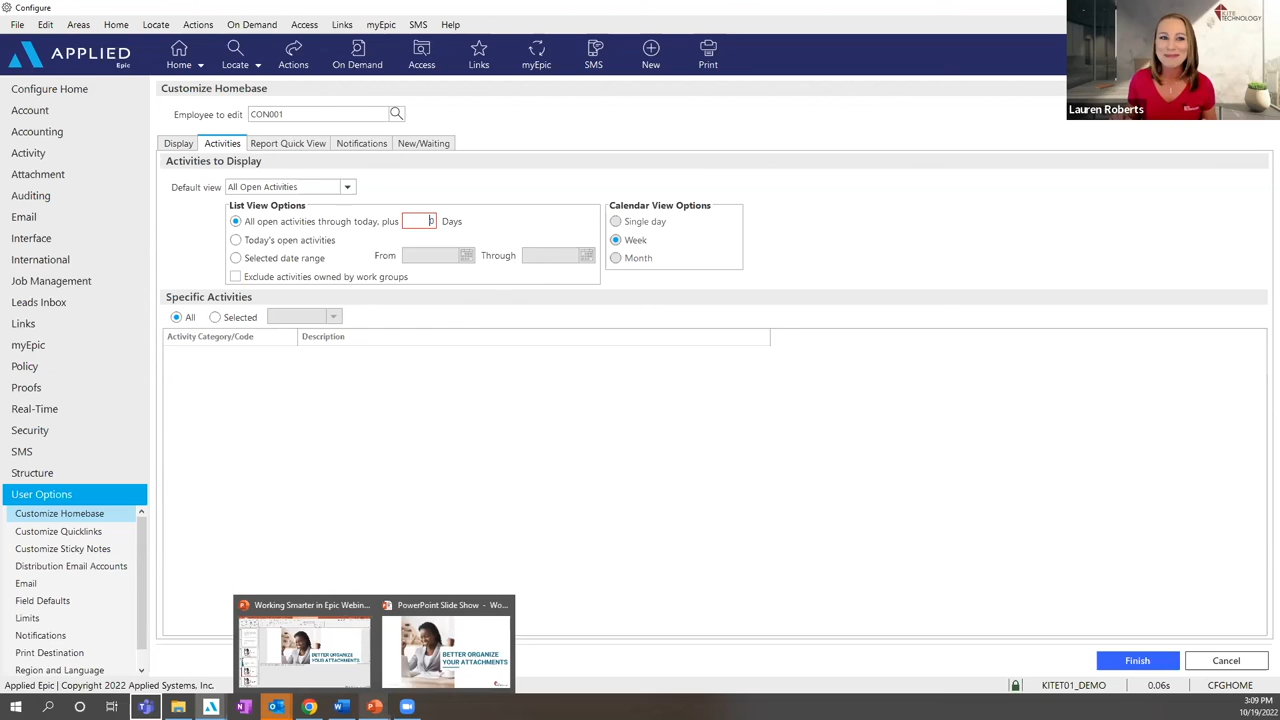 Configure
File Edit Areas Home Locate Actions On Demand Access Links myEpic SMS Help
APPLIED
Epic
Home Locate Actions On Demand Access Links myEpic SMS New Print
KITE
TECHNOLOGY
Lauren Roberts
Configure Home
Account
Accounting
Activity
Attachment
Auditing
Email
Interface
International
Job Management
Leads Inbox
Links
myEpic
Policy
Proofs
Real-Time
Security
SMS
Structure
User Options
Customize Homebase
Customize Quicklinks
Customize Sticky Notes
Distribution Email Accounts
Email
Field Defaults
Limits
Notifications
Print Destination
Region and Language
Customize Homebase
Employee to edit CON001
Display Activities Report Quick View Notifications New/Waiting
Activities to Display
Default view All Open Activities
List View Options
All open activities through today, plus 0 Days
Today's open activities
Selected date range From Through
Exclude activities owned by work groups
Calendar View Options
Single day
Week
Month
Specific Activities
All Selected
Activity Category/Code Description
Working Smarter in Epic Webin... PowerPoint Slide Show - Wo...
BETTER ORGANIZE
YOUR ATTACHMENTS
BETTER ORGANIZE
YOUR ATTACHMENTS
Finish Cancel
Applied Epic | Copyright 2022 Applied Systems, Inc. KITET01_DEMO 0.06s CFGHOME
3:09 PM
10/19/2022